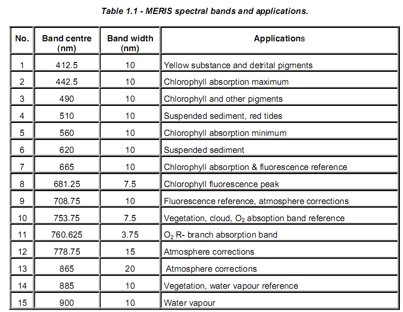 Table 1.1 - MERIS spectral bands and applications.
No. Band centre (nm) Band width (nm) Applications
1 412.5 10 Yellow substance and detrital pigments
2 442.5 10 Chlorophyll absorption maximum
3 490 10 Chlorophyll and other pigments
4 510 10 Suspended sediment, red tides
5 560 10 Chlorophyll absorption minimum
6 620 10 Suspended sediment
7 665 10 Chlorophyll absorption & fluorescence reference
8 681.25 7.5 Chlorophyll fluorescence peak
9 708.75 10 Fluorescence reference, atmosphere corrections
10 753.75 7.5 Vegetation, cloud, O₂ absoption band reference
11 760.625 3.75 O₂ R- branch absorption band
12 778.75 15 Atmosphere corrections
13 865 20 Atmosphere corrections
14 885 10 Vegetation, water vapour reference
15 900 10 Water vapour